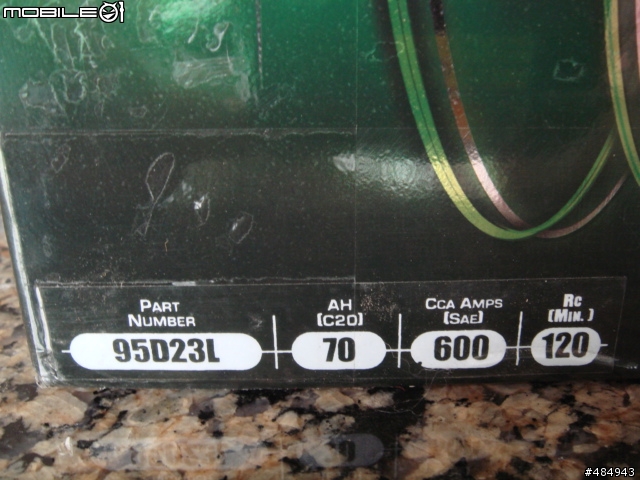 MOBILE01
PART NUMBER
95D23L
AH (C20)
70
CCA AMPS (SAE)
600
RC (MIN.)
120
#484943